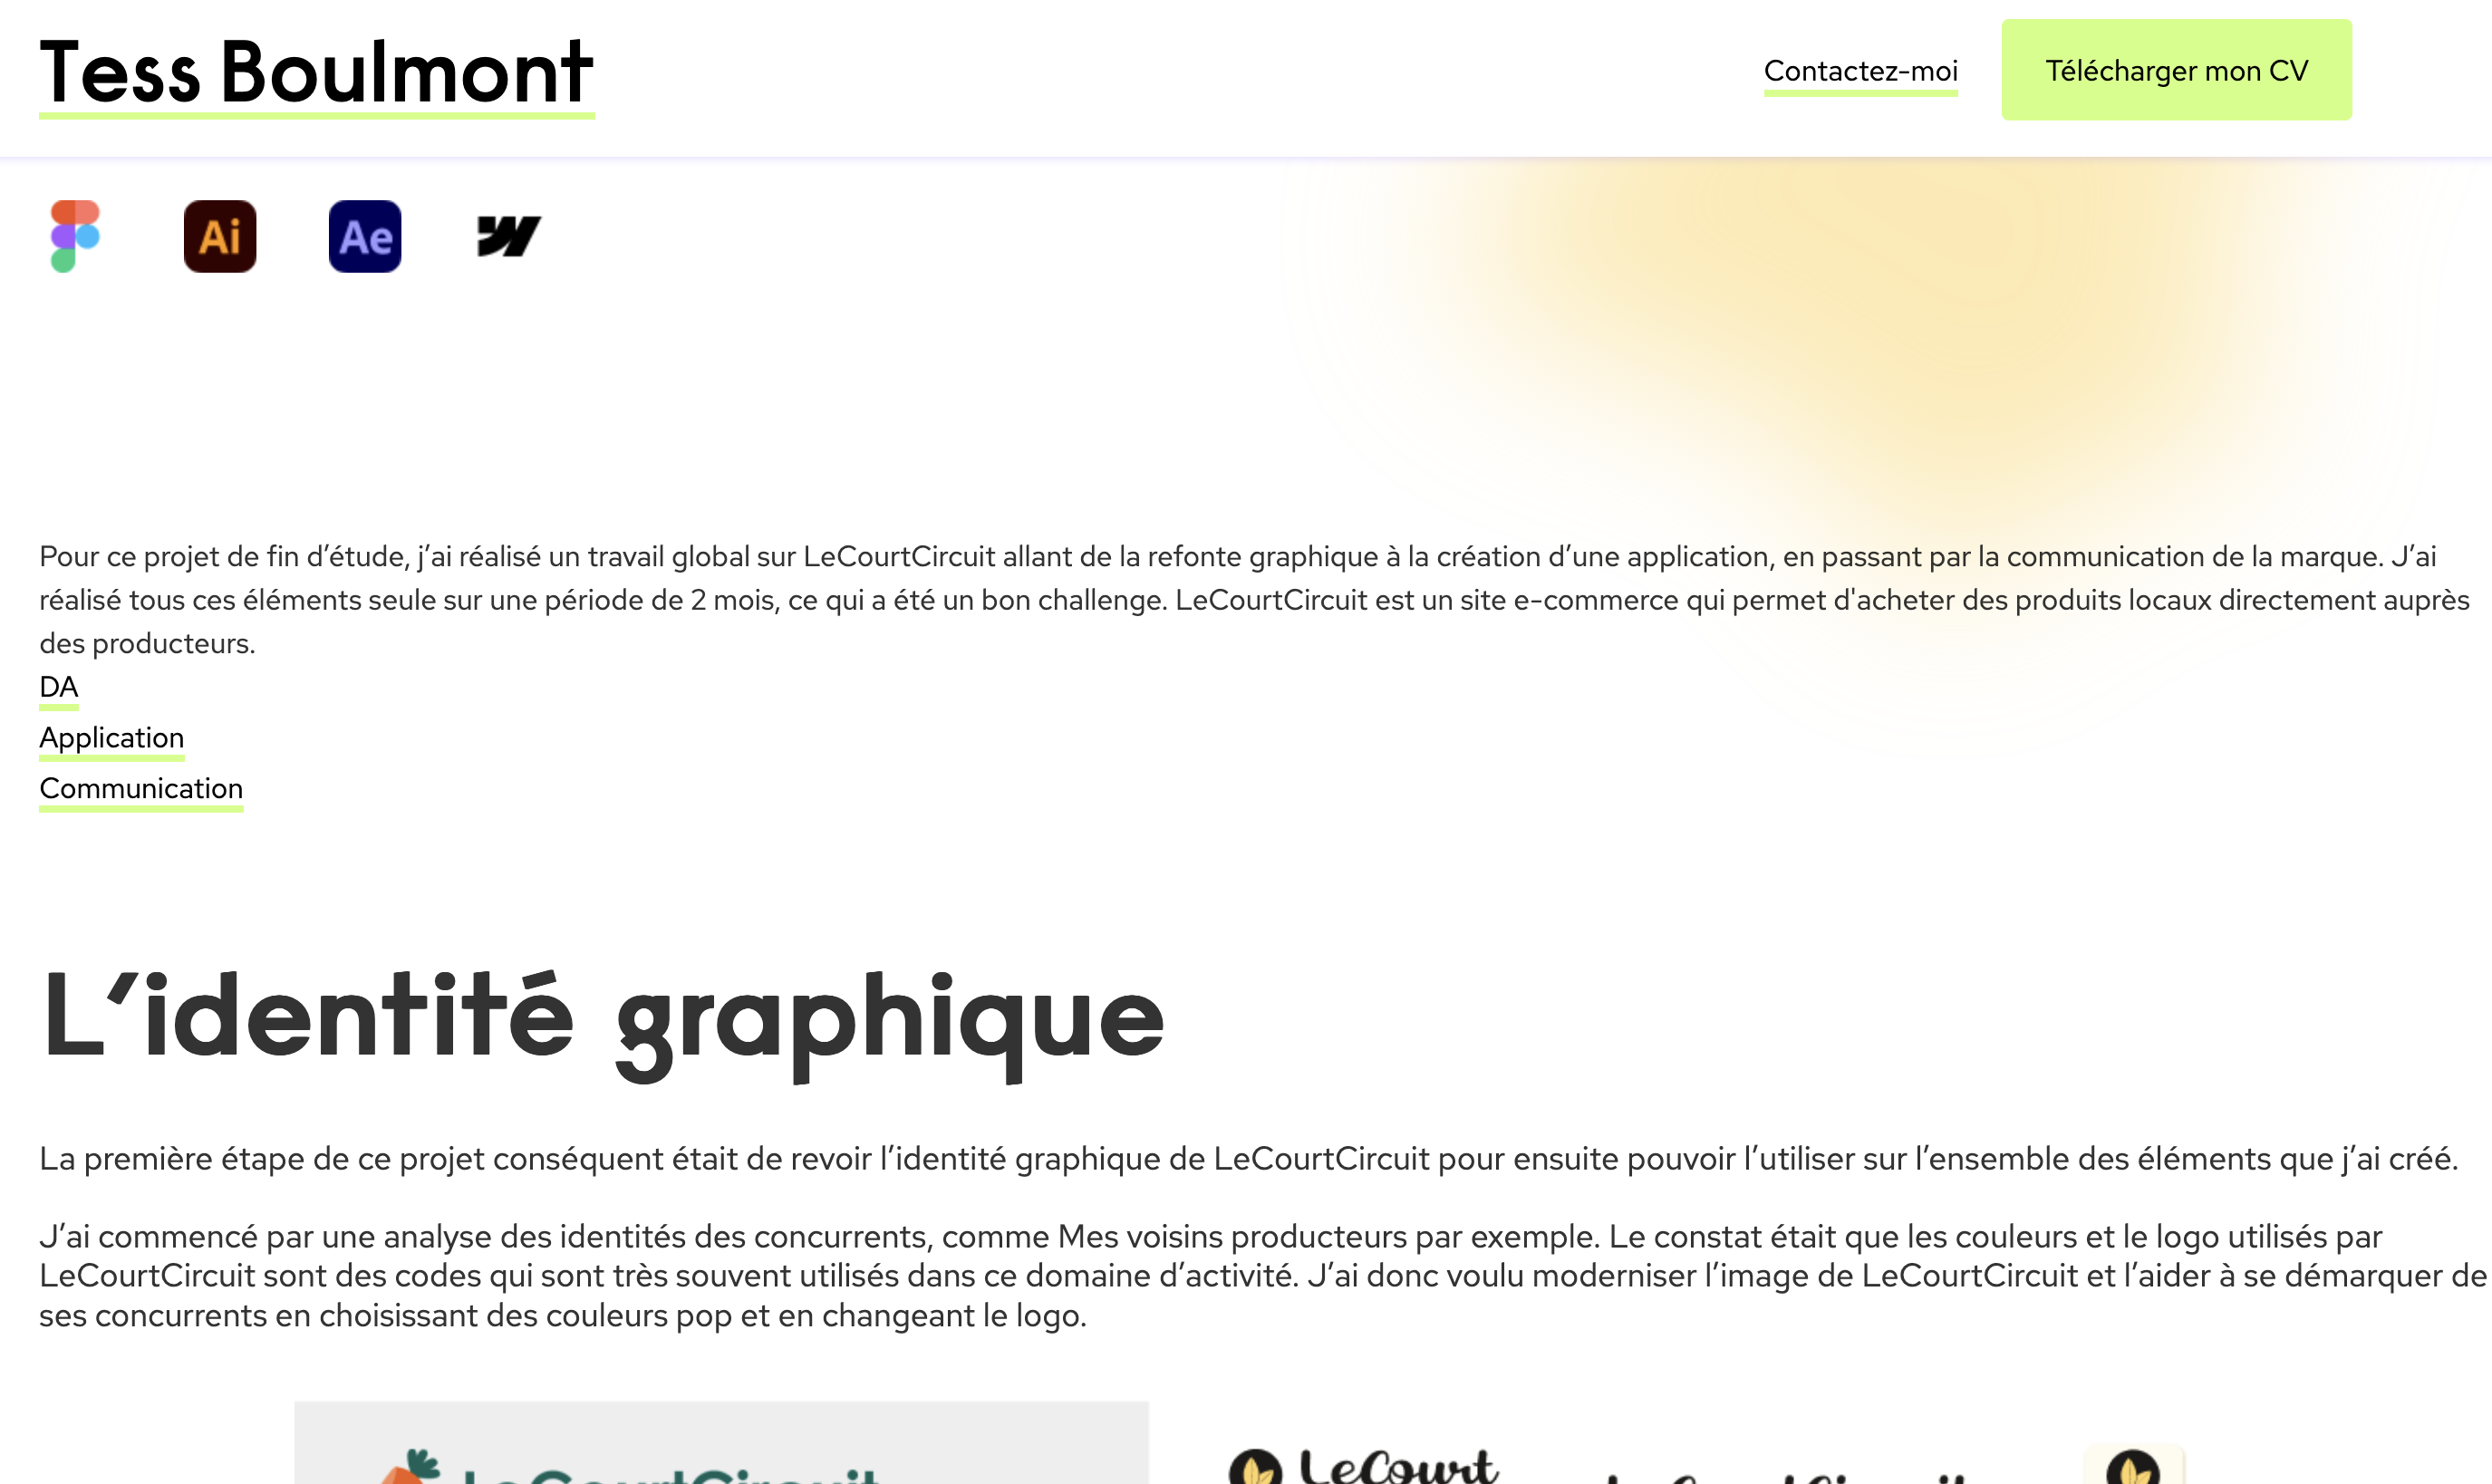 Tess Boulmont
Contactez-moi
Télécharger mon CV
Ai
Ae
Pour ce projet de fin d’étude, j’ai réalisé un travail global sur LeCourtCircuit allant de la refonte graphique à la création d’une application, en passant par la communication de la marque. J’ai
réalisé tous ces éléments seule sur une période de 2 mois, ce qui a été un bon challenge. LeCourtCircuit est un site e-commerce qui permet d'acheter des produits locaux directement auprès
des producteurs.
DA
Application
Communication
L’identité graphique
La première étape de ce projet conséquent était de revoir l’identité graphique de LeCourtCircuit pour ensuite pouvoir l’utiliser sur l’ensemble des éléments que j’ai créé.
J’ai commencé par une analyse des identités des concurrents, comme Mes voisins producteurs par exemple. Le constat était que les couleurs et le logo utilisés par
LeCourtCircuit sont des codes qui sont très souvent utilisés dans ce domaine d’activité. J’ai donc voulu moderniser l’image de LeCourtCircuit et l’aider à se démarquer de
ses concurrents en choisissant des couleurs pop et en changeant le logo.
LeCourtCircuit
LeCourt